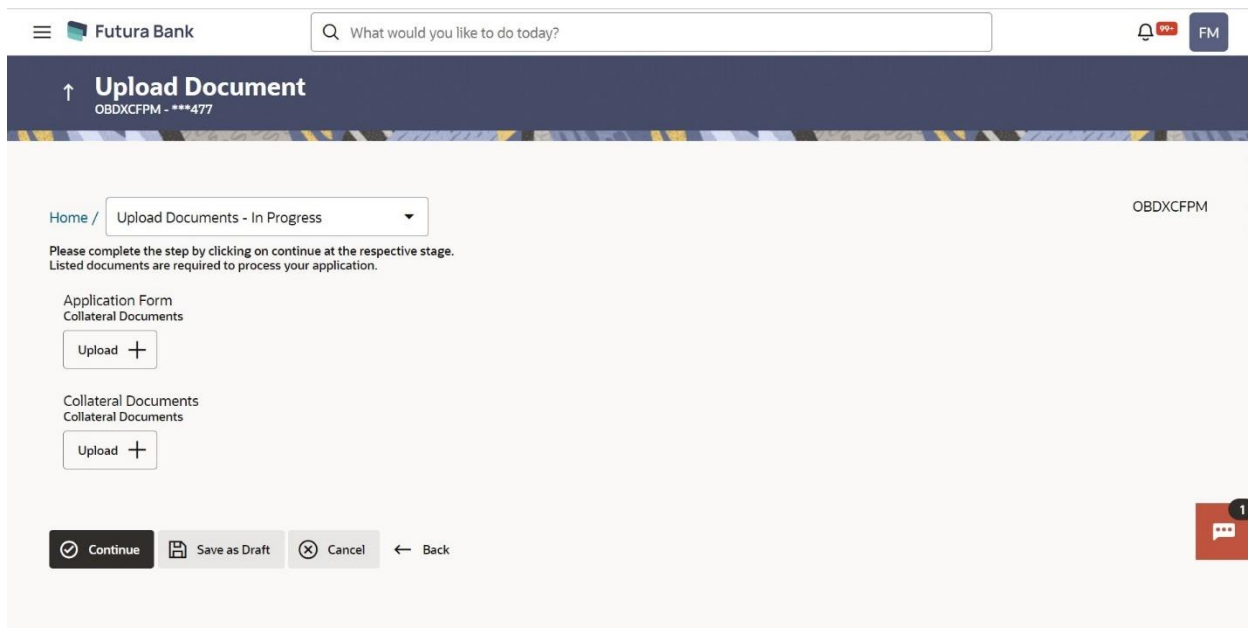 Futura Bank
What would you like to do today?
99+
FM
Upload Document
OBDXCFPM - ***477
Home / Upload Documents - In Progress
OBDXCFPM
Please complete the step by clicking on continue at the respective stage.
Listed documents are required to process your application.
Application Form
Collateral Documents
Upload
Collateral Documents
Collateral Documents
Upload
1
Continue
Save as Draft
Cancel
Back